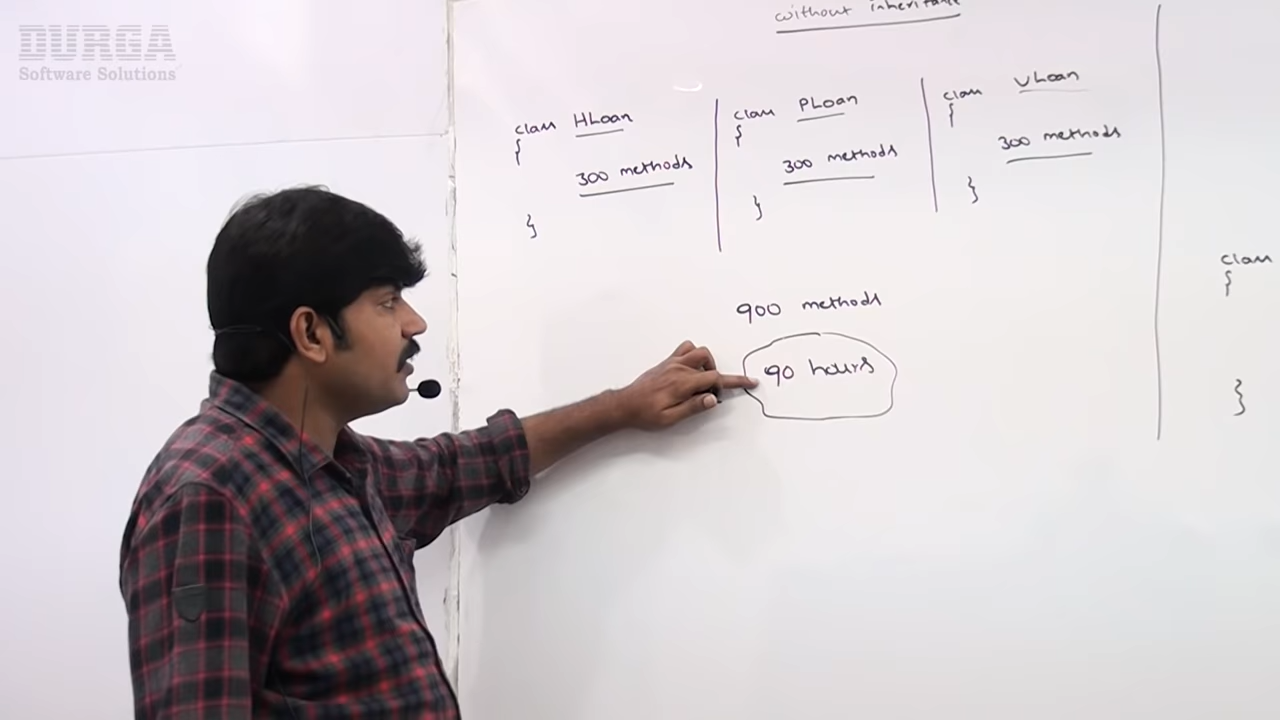 DURGA
Software Solutions
without inheritance
class HLoan
{
300 methods
}
class PLoan
{
300 methods
}
class VLoan
{
300 methods
}
900 methods
90 hours
class
{
}